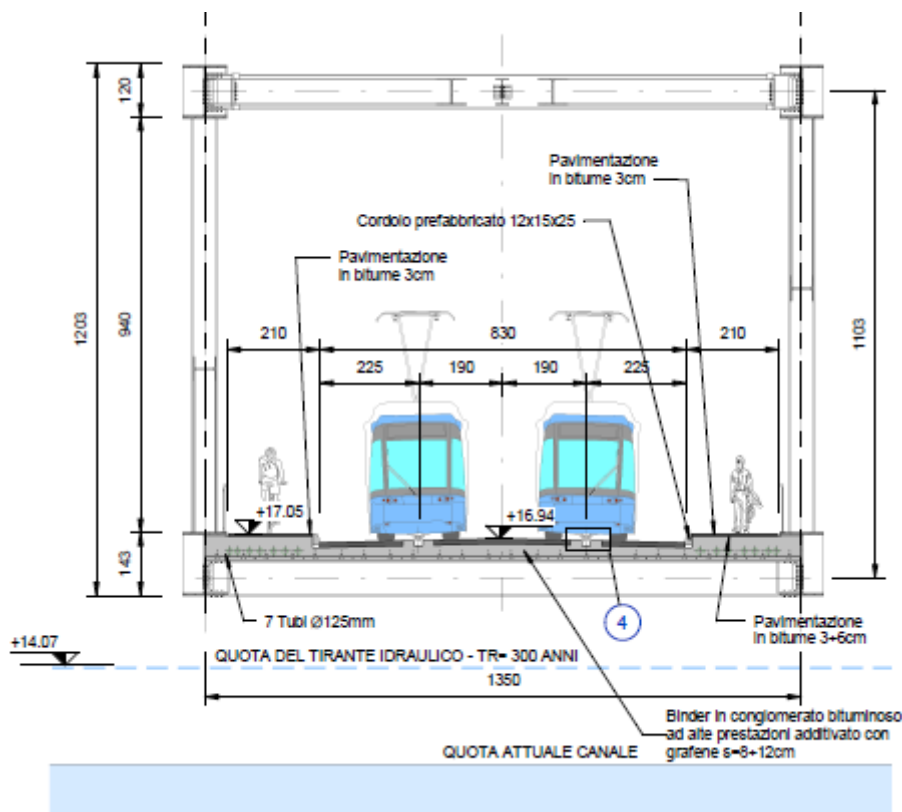 120
Pavimentazione
in bitume 3cm
Cordolo prefabbricato 12x15x25
Pavimentazione
in bitume 3cm
1203
940
1103
210
830
210
225
190
190
225
+17.05
+16.94
143
7 Tubi Ø125mm
4
Pavimentazione
in bitume 3+6cm
+14.07
QUOTA DEL TIRANTE IDRAULICO - TR= 300 ANNI
1350
Binder in conglomerato bituminoso
ad alte prestazioni additivato con
grafene s=8+12cm
QUOTA ATTUALE CANALE